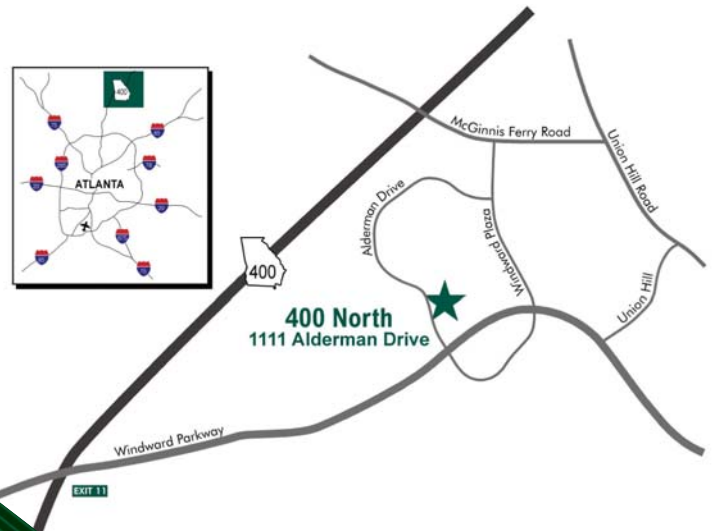 400
ATLANTA
McGinnis Ferry Road
Union Hill Road
Alderman Drive
Windward Plaza
400
Union Hill
400 North
1111 Alderman Drive
Windward Parkway
EXIT 11